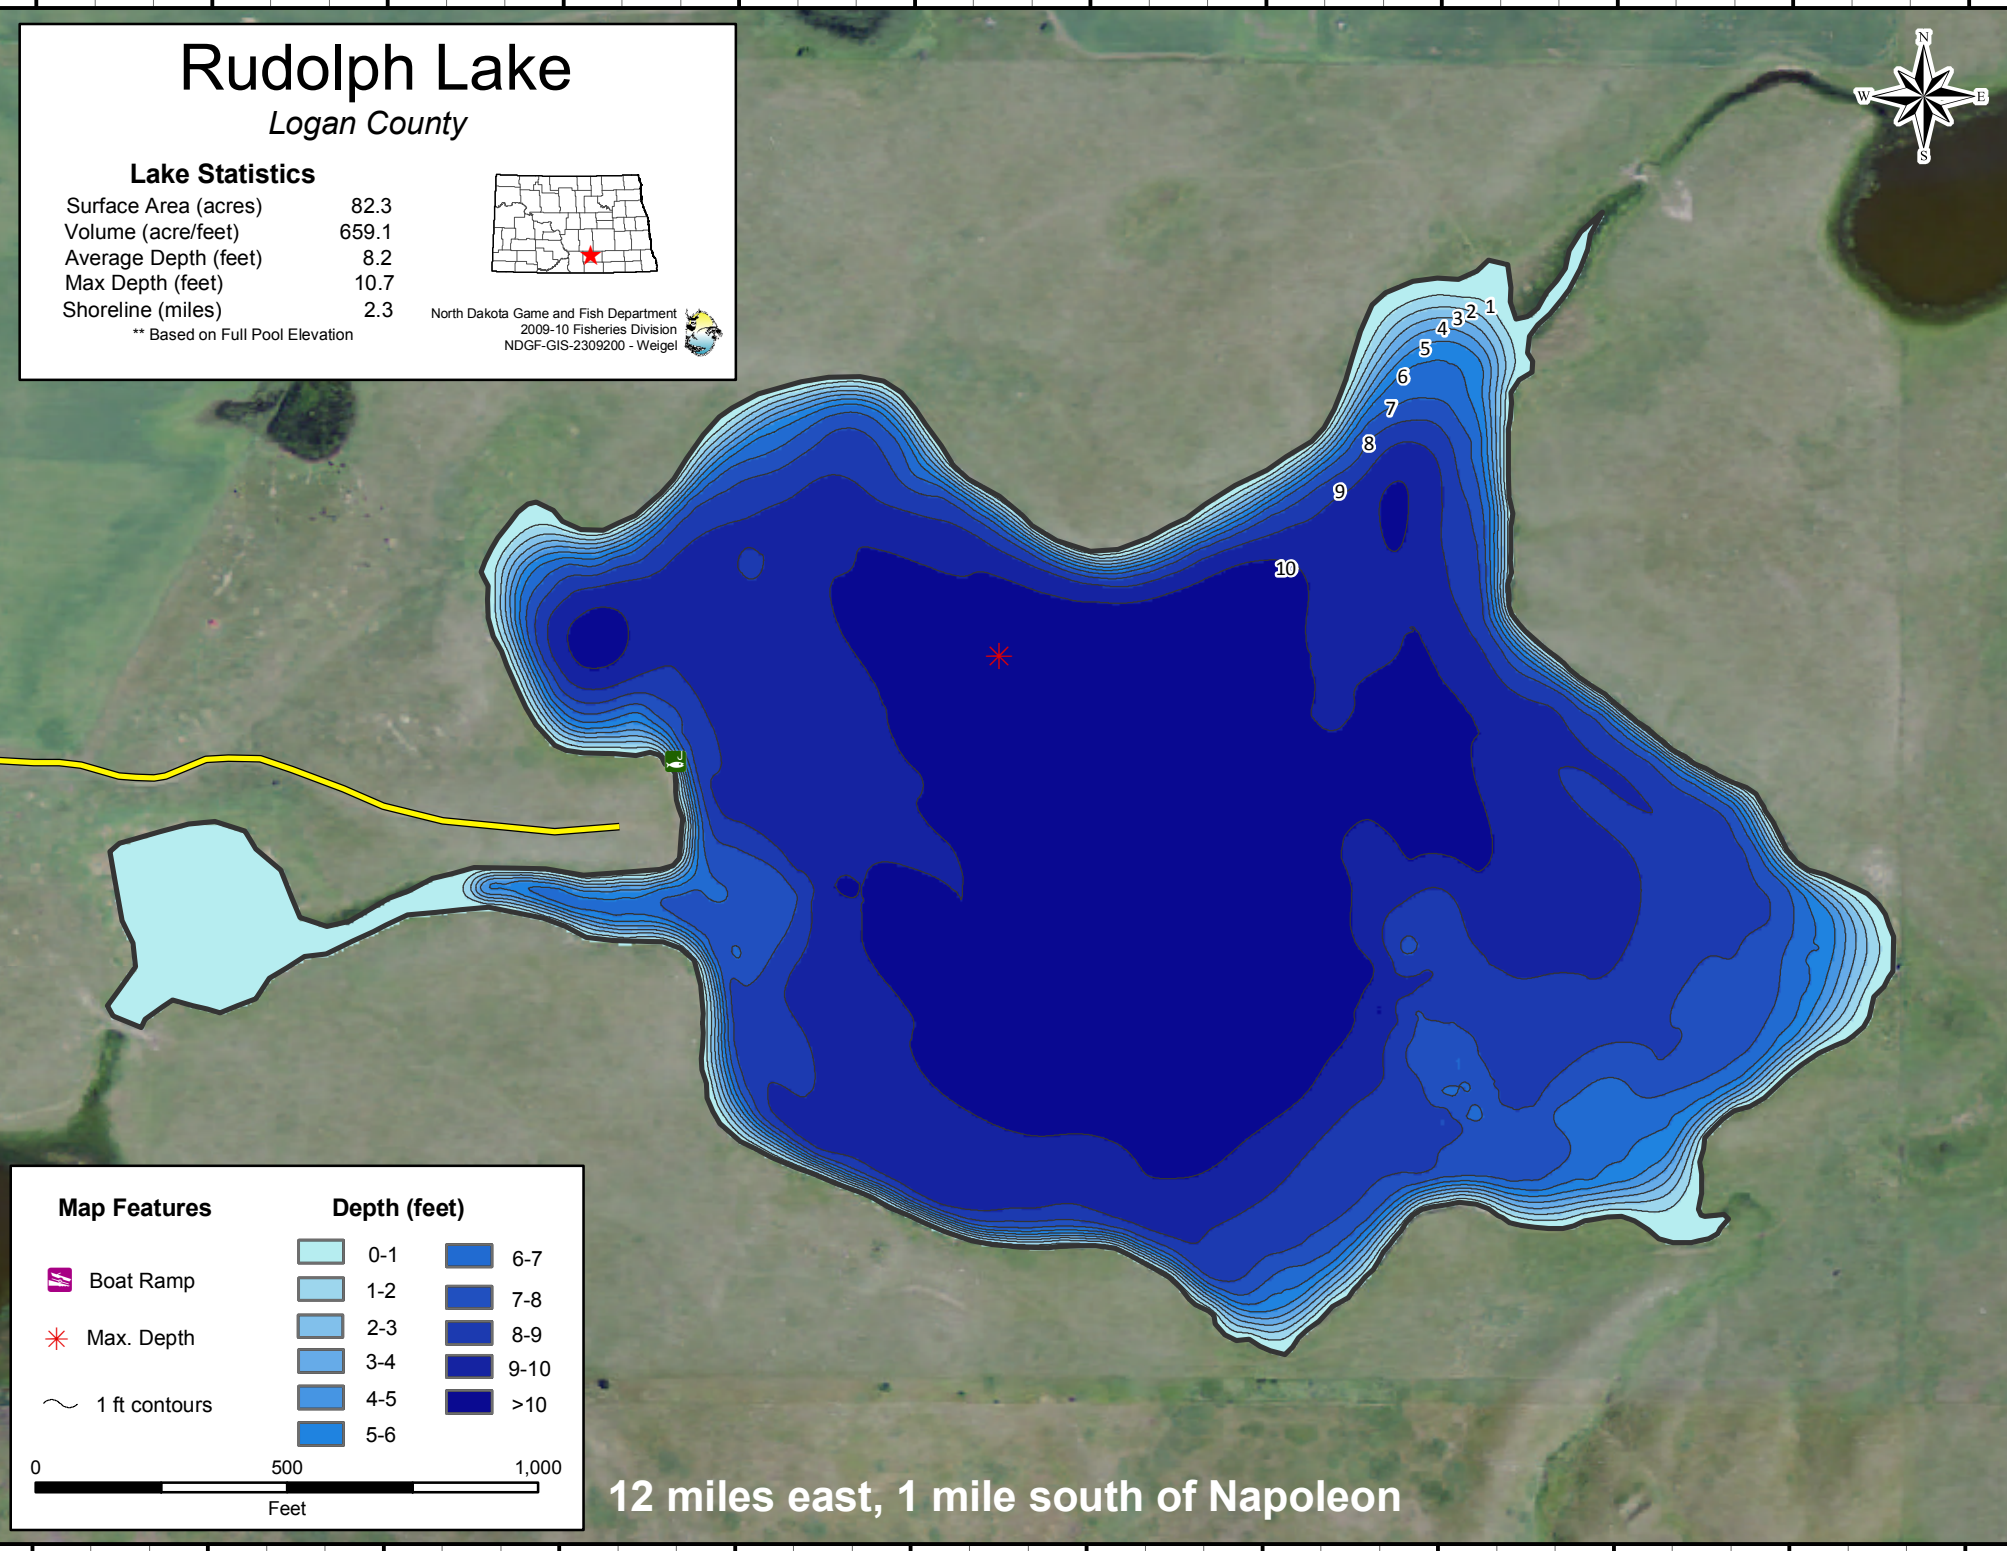 Rudolph Lake
Logan County
Lake Statistics
Surface Area (acres) 82.3
Volume (acre/feet) 659.1
Average Depth (feet) 8.2
Max Depth (feet) 10.7
Shoreline (miles) 2.3
** Based on Full Pool Elevation
North Dakota Game and Fish Department
2009-10 Fisheries Division
NDGF-GIS-2309200 - Weigel
N
W E
S
1
2
3
4
5
6
7
8
9
10
Map Features
Boat Ramp
Max. Depth
1 ft contours
Depth (feet)
0-1
1-2
2-3
3-4
4-5
5-6
6-7
7-8
8-9
9-10
>10
0 500 1,000
Feet
12 miles east, 1 mile south of Napoleon